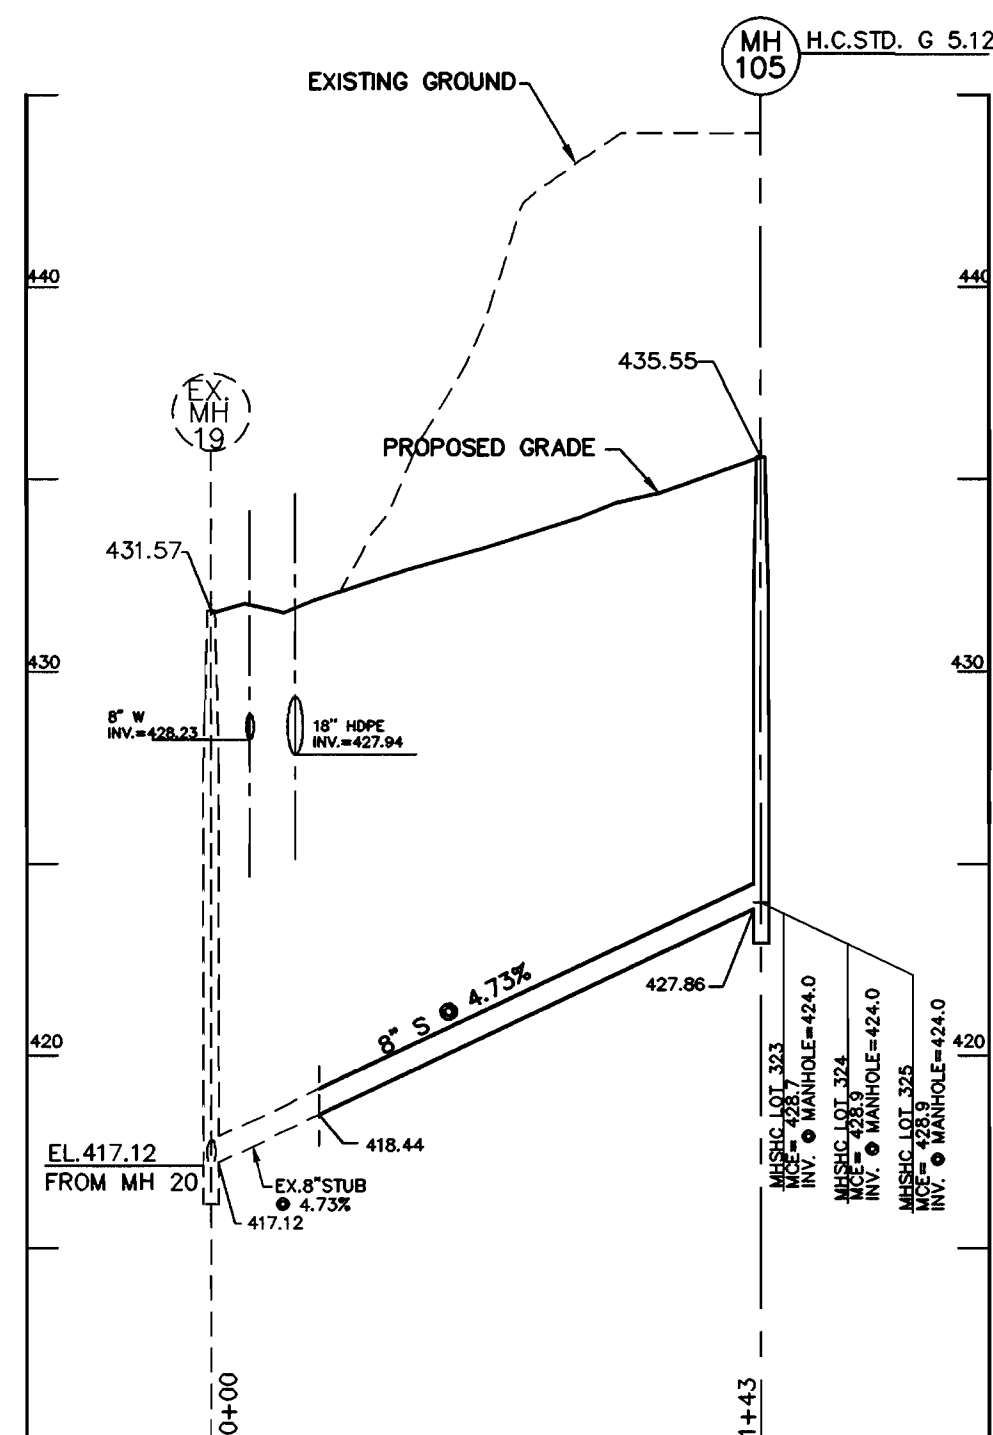 MH
105
H.C.STD. G 5.12
EXISTING GROUND
440
440
435.55
EX.
MH
19
PROPOSED GRADE
431.57
430
430
8" W
INV.=428.23
18" HDPE
INV.=427.94
8" S @ 4.73%
427.86
420
420
MHSHC LOT 323
MCE= 428.7
INV. @ MANHOLE=424.0
MHSHC LOT 324
MCE= 428.9
INV. @ MANHOLE=424.0
MHSHC LOT 325
MCE= 428.9
INV. @ MANHOLE=424.0
418.44
EL.417.12
FROM MH 20
EX.8"STUB
@ 4.73%
417.12
0+00
1+43